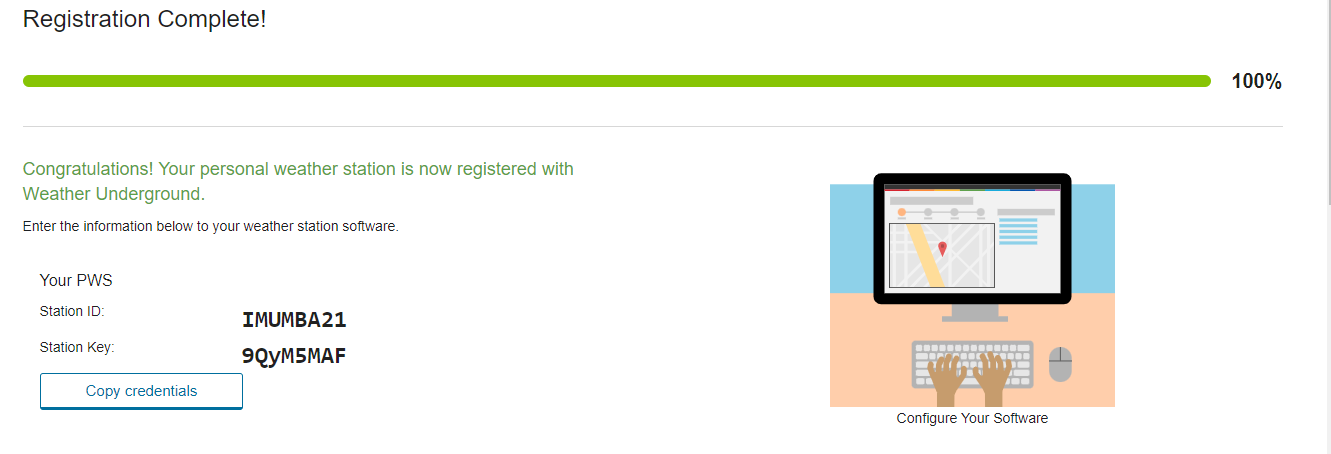 Registration Complete!
100%
Congratulations! Your personal weather station is now registered with
Weather Underground.
Enter the information below to your weather station software.
Your PWS
Station ID:
IMUMBA21
Station Key:
9QyM5MAF
Copy credentials
Configure Your Software